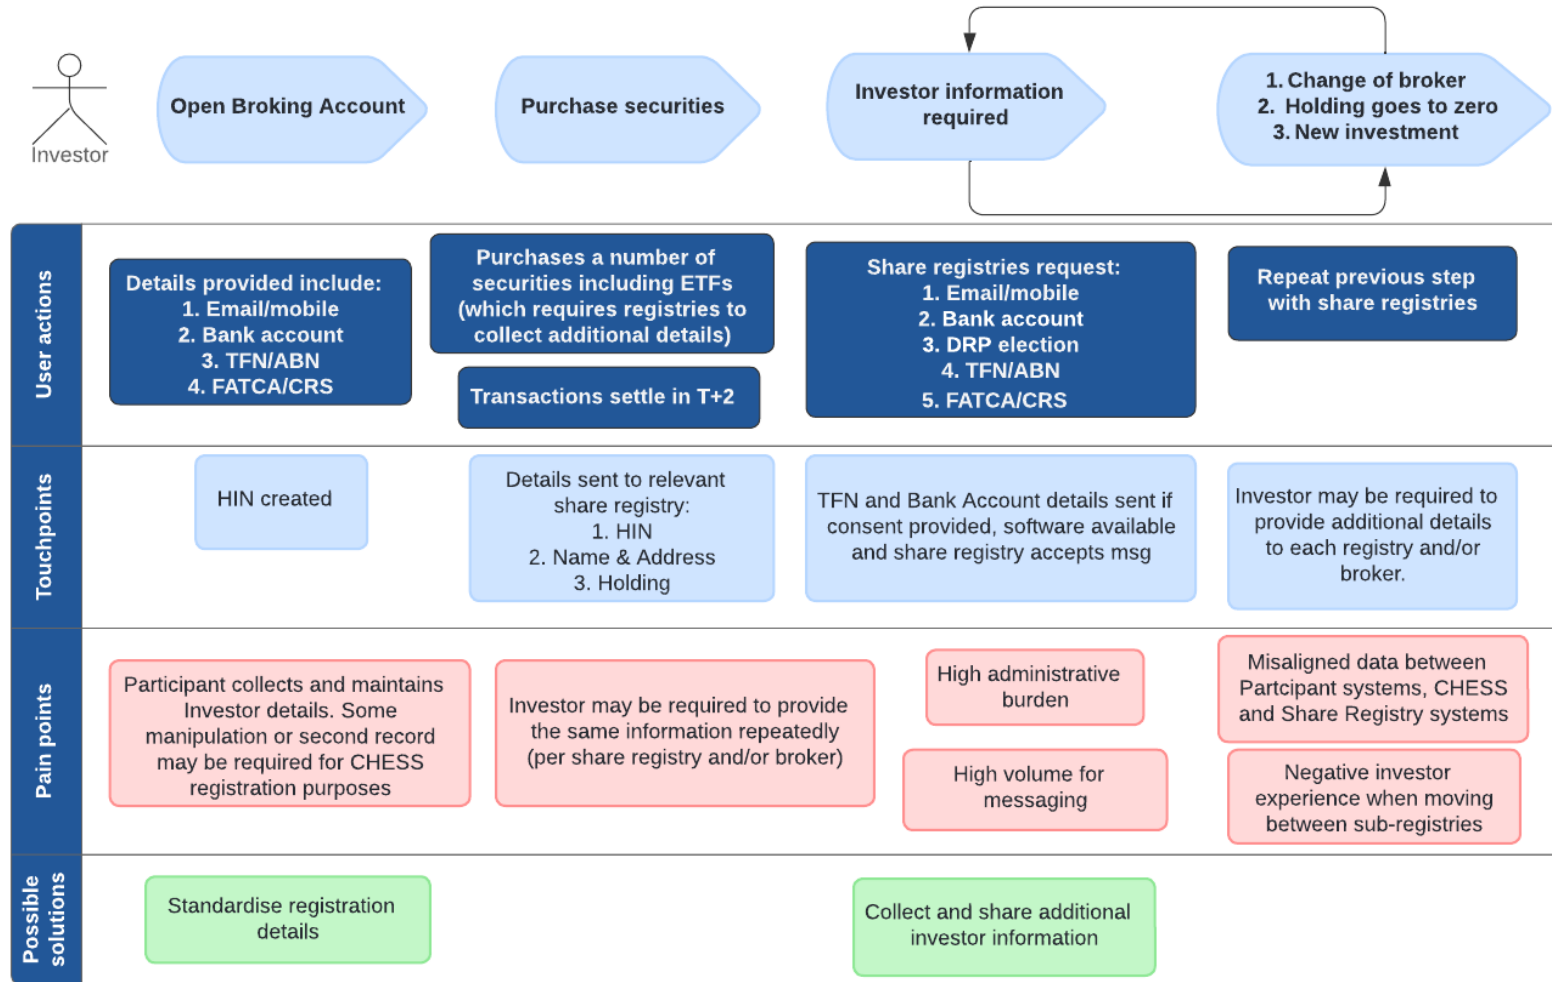 Investor
Open Broking Account
Purchase securities
Investor information
required
1. Change of broker
2. Holding goes to zero
3. New investment
User actions
Details provided include:
1. Email/mobile
2. Bank account
3. TFN/ABN
4. FATCA/CRS
Purchases a number of
securities including ETFs
(which requires registries to
collect additional details)
Transactions settle in T+2
Share registries request:
1. Email/mobile
2. Bank account
3. DRP election
4. TFN/ABN
5. FATCA/CRS
Repeat previous step
with share registries
Touchpoints
HIN created
Details sent to relevant
share registry:
1. HIN
2. Name & Address
3. Holding
TFN and Bank Account details sent if
consent provided, software available
and share registry accepts msg
Investor may be required to
provide additional details
to each registry and/or
broker.
Pain points
Participant collects and maintains
Investor details. Some
manipulation or second record
may be required for CHESS
registration purposes
Investor may be required to provide
the same information repeatedly
(per share registry and/or broker)
High administrative
burden
High volume for
messaging
Misaligned data between
Partcipant systems, CHESS
and Share Registry systems
Negative investor
experience when moving
between sub-registries
Possible
solutions
Standardise registration
details
Collect and share additional
investor information